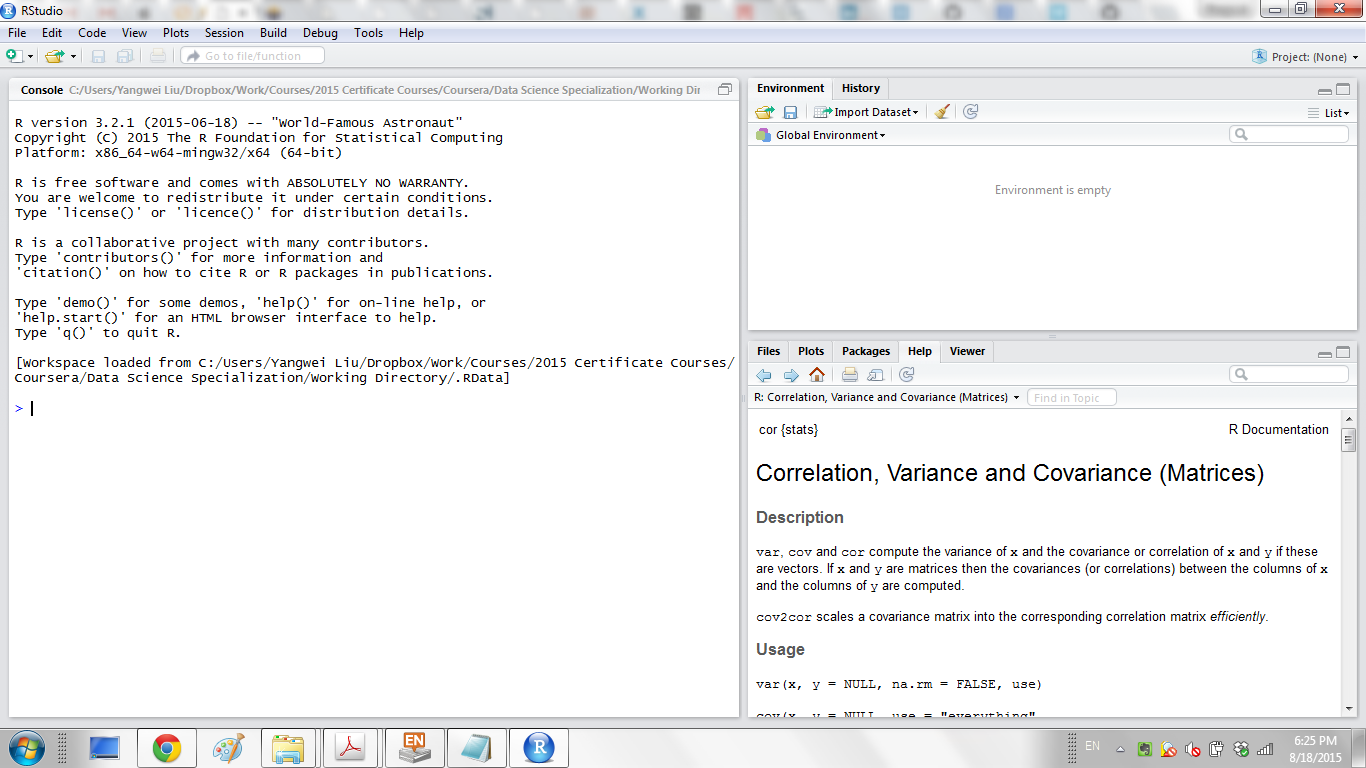 RStudio
File Edit Code View Plots Session Build Debug Tools Help
Go to file/function
Project: (None)
Console C:/Users/Yangwei Liu/Dropbox/Work/Courses/2015 Certificate Courses/Coursera/Data Science Specialization/Working Dir
R version 3.2.1 (2015-06-18) -- "World-Famous Astronaut"
Copyright (C) 2015 The R Foundation for Statistical Computing
Platform: x86_64-w64-mingw32/x64 (64-bit)
R is free software and comes with ABSOLUTELY NO WARRANTY.
You are welcome to redistribute it under certain conditions.
Type 'license()' or 'licence()' for distribution details.
R is a collaborative project with many contributors.
Type 'contributors()' for more information and
'citation()' on how to cite R or R packages in publications.
Type 'demo()' for some demos, 'help()' for on-line help, or
'help.start()' for an HTML browser interface to help.
Type 'q()' to quit R.
[Workspace loaded from C:/Users/Yangwei Liu/Dropbox/Work/Courses/2015 Certificate Courses/
Coursera/Data Science Specialization/Working Directory/.RData]
>
Environment History
Import Dataset List
Global Environment
Environment is empty
Files Plots Packages Help Viewer
R: Correlation, Variance and Covariance (Matrices) Find in Topic
cor {stats} R Documentation
Correlation, Variance and Covariance (Matrices)
Description
var, cov and cor compute the variance of x and the covariance or correlation of x and y if these
are vectors. If x and y are matrices then the covariances (or correlations) between the columns of x
and the columns of y are computed.
cov2cor scales a covariance matrix into the corresponding correlation matrix efficiently.
Usage
var(x, y = NULL, na.rm = FALSE, use)
cov(x, y = NULL, use = "everything"
EN
EN
6:25 PM
8/18/2015